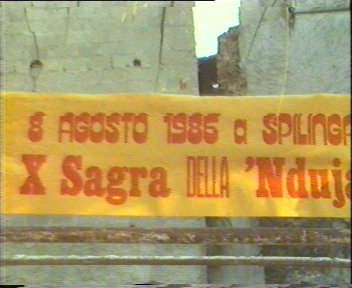 8 AGOSTO 1986 a SPILINGA
X Sagra DELLA 'Nduja